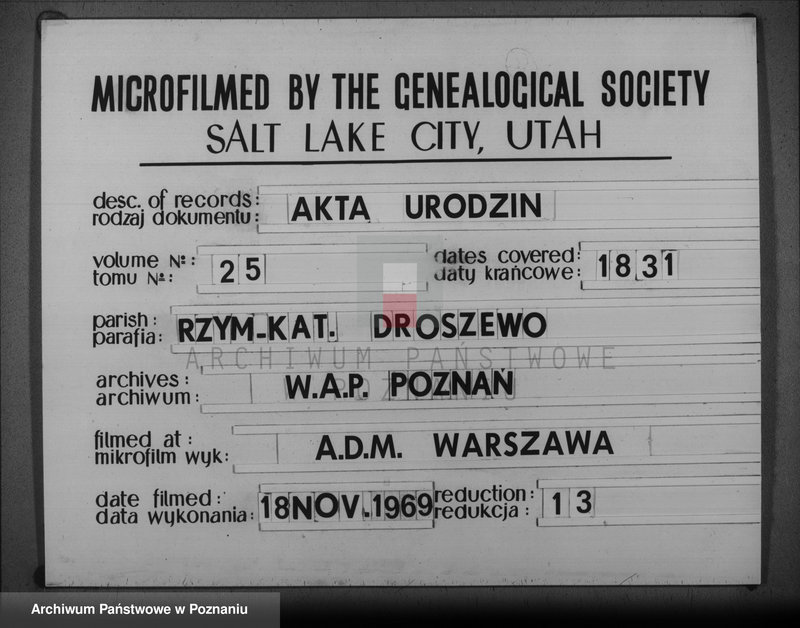 MICROFILMED BY THE GENEALOGICAL SOCIETY
SALT LAKE CITY, UTAH
desc. of records: AKTA URODZIN
rodzaj dokumentu:
volume Nº: 25 dates covered: 1831
tomu Nº: daty krańcowe:
parish: RZYM-KAT. DROSZEWO
parafia:
ARCHIWUM PAŃSTWOWE
POZNANIU
archives: W.A.P. POZNAŃ
archiwum:
filmed at: A.D.M. WARSZAWA
mikrofilm wyk:
date filmed: 18NOV.1969 reduction: 13
data wykonania: redukcja:
Archiwum Państwowe w Poznaniu